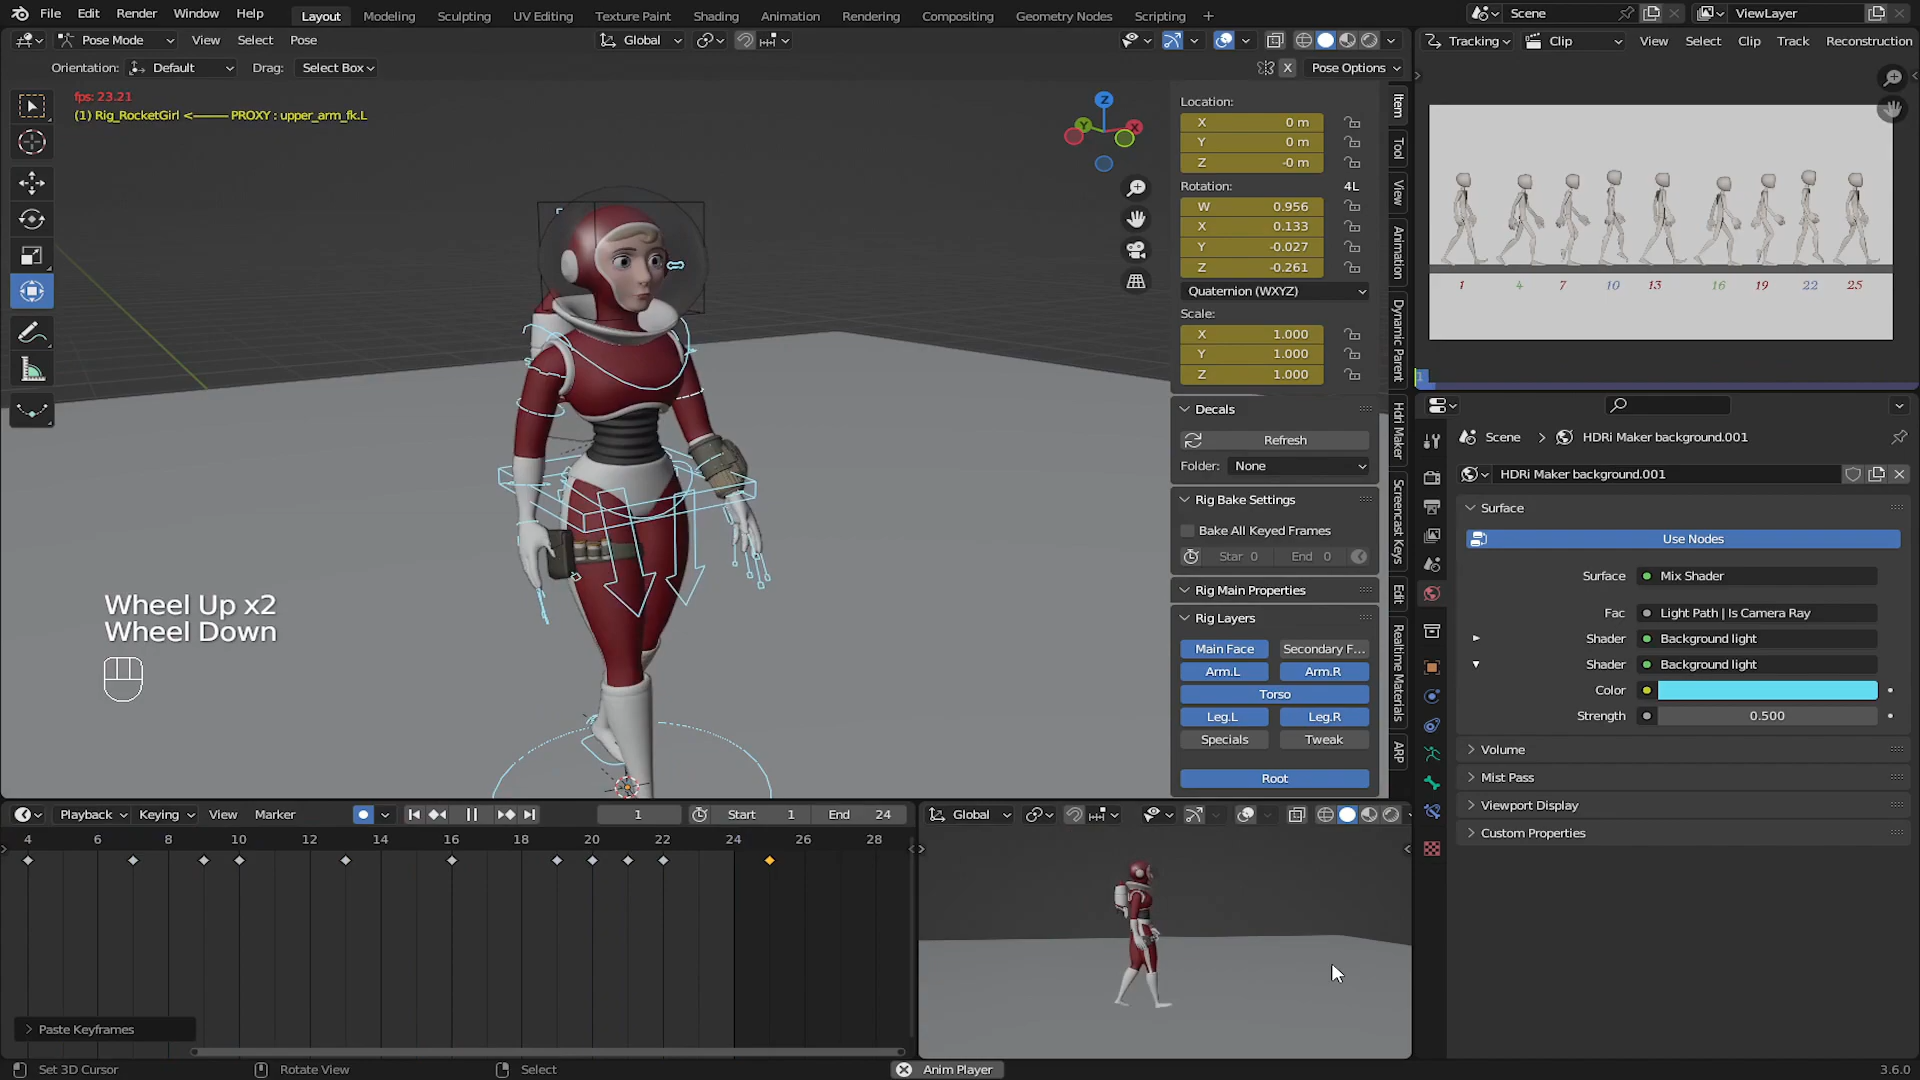 File Edit Render Window Help Layout Modeling Sculpting UV Editing Texture Paint Shading Animation Rendering Compositing Geometry Nodes Scripting + Scene ViewLayer
Pose Mode View Select Pose Global Tracking Clip View Select Clip Track Reconstruction
Orientation: Default Drag: Select Box X Pose Options
fps: 23.21
(1) Rig_RocketGirl <——— PROXY : upper_arm_fk.L
Z
Y
X
Location:
X 0 m
Y 0 m
Z -0 m
Rotation: 4L
W 0.956
X 0.133
Y -0.027
Z -0.261
Quaternion (WXYZ)
Scale:
X 1.000
Y 1.000
Z 1.000
Decals
Refresh
Folder: None
Rig Bake Settings
Bake All Keyed Frames
Star 0 End 0
Rig Main Properties
Rig Layers
Main Face Secondary F...
Arm.L Arm.R
Torso
Leg.L Leg.R
Specials Tweak
Root
Item
Tool
View
Animation
Dynamic Parent
Hdri Maker
Screencast Keys
Edit
Realtime Materials
ARP
1 4 7 10 13 16 19 22 25
1
Scene > HDRi Maker background.001
HDRi Maker background.001
Surface
Use Nodes
Surface Mix Shader
Fac Light Path | Is Camera Ray
Shader Background light
Shader Background light
Color
Strength 0.500
Volume
Mist Pass
Viewport Display
Custom Properties
Wheel Up x2
Wheel Down
Playback Keying View Marker 1 Start 1 End 24 Global
4 6 8 10 12 14 16 18 20 22 24 26 28
Paste Keyframes
Set 3D Cursor Rotate View Select Anim Player 3.6.0